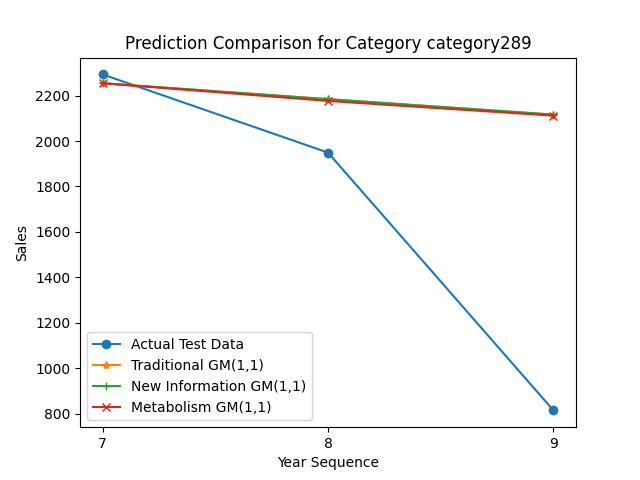 Prediction Comparison for Category category289
Sales
2200
2000
1800
1600
1400
1200
1000
800
Actual Test Data
Traditional GM(1,1)
New Information GM(1,1)
Metabolism GM(1,1)
7
8
9
Year Sequence